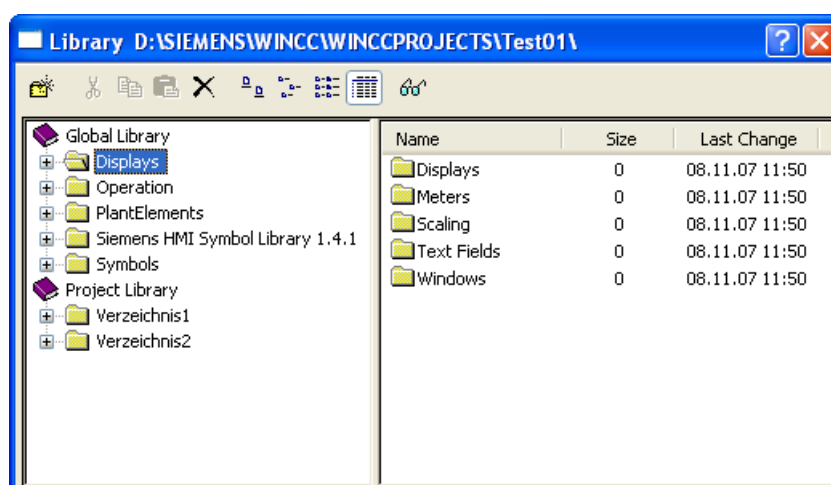 Library D:\SIEMENS\WINCC\WINCCPROJECTS\Test01\
Global Library
Displays
Operation
PlantElements
Siemens HMI Symbol Library 1.4.1
Symbols
Project Library
Verzeichnis1
Verzeichnis2
Name Size Last Change
Displays 0 08.11.07 11:50
Meters 0 08.11.07 11:50
Scaling 0 08.11.07 11:50
Text Fields 0 08.11.07 11:50
Windows 0 08.11.07 11:50